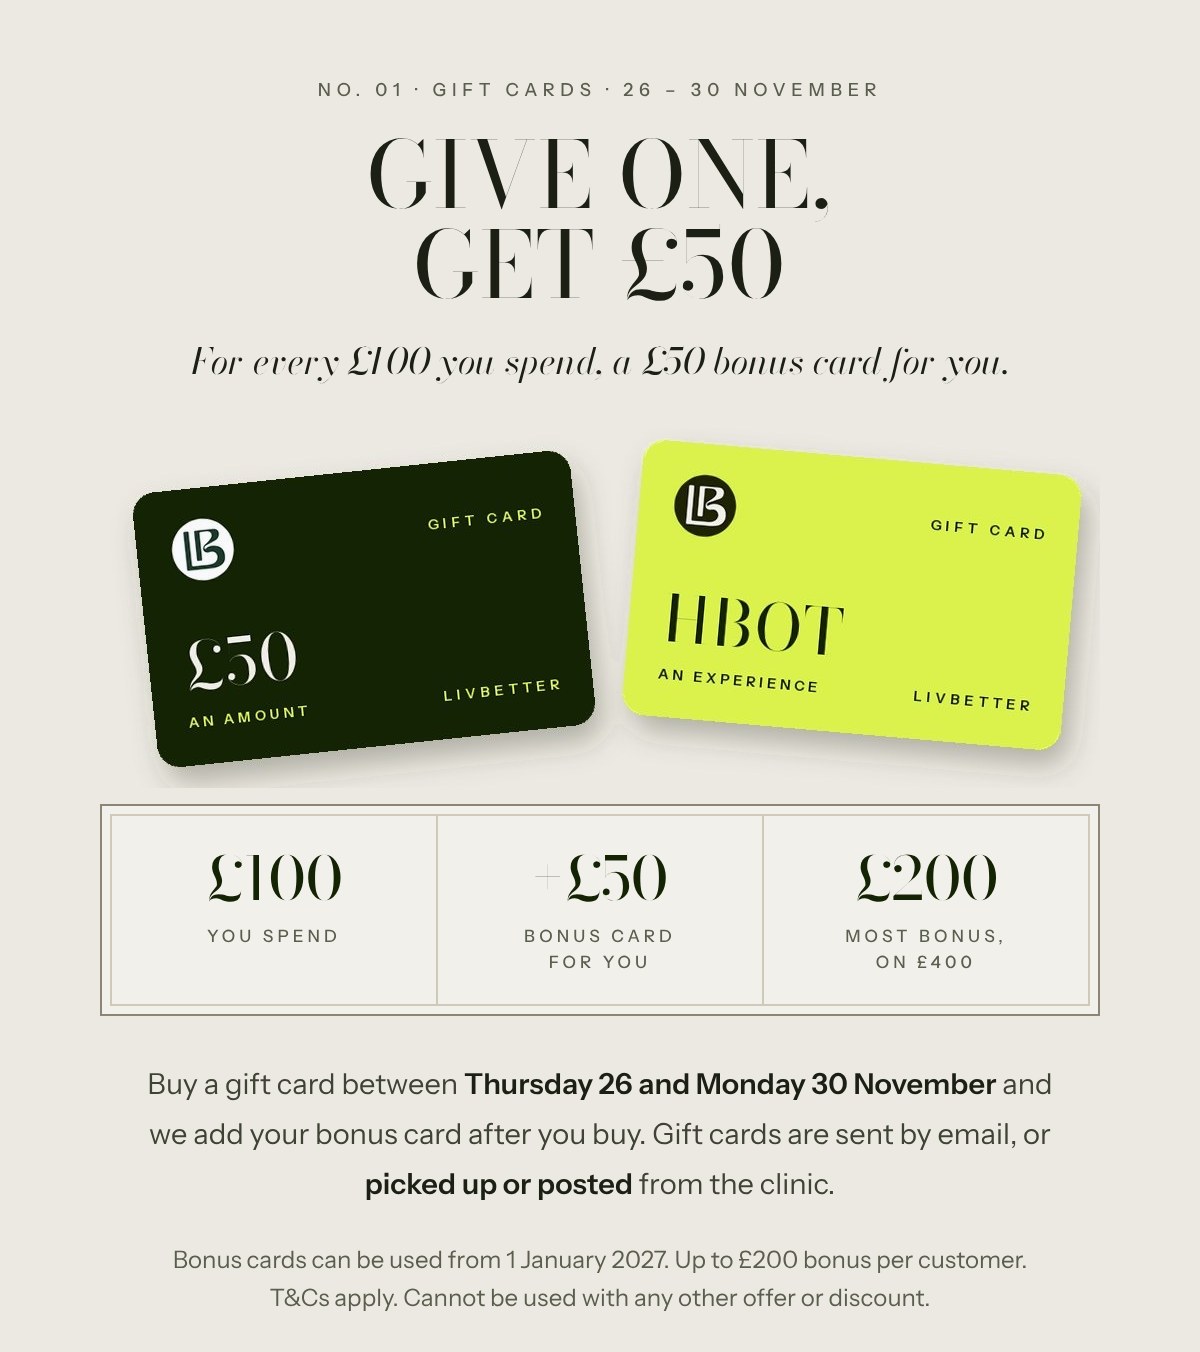 NO. 01 · GIFT CARDS · 26 – 30 NOVEMBER
GIVE ONE,
GET £50
For every £100 you spend, a £50 bonus card for you.
LB
GIFT CARD
£50
AN AMOUNT
LIVBETTER
LB
GIFT CARD
HBOT
AN EXPERIENCE
LIVBETTER
£100
YOU SPEND
+£50
BONUS CARD
FOR YOU
£200
MOST BONUS,
ON £400
Buy a gift card between Thursday 26 and Monday 30 November and
we add your bonus card after you buy. Gift cards are sent by email, or
picked up or posted from the clinic.
Bonus cards can be used from 1 January 2027. Up to £200 bonus per customer.
T&Cs apply. Cannot be used with any other offer or discount.